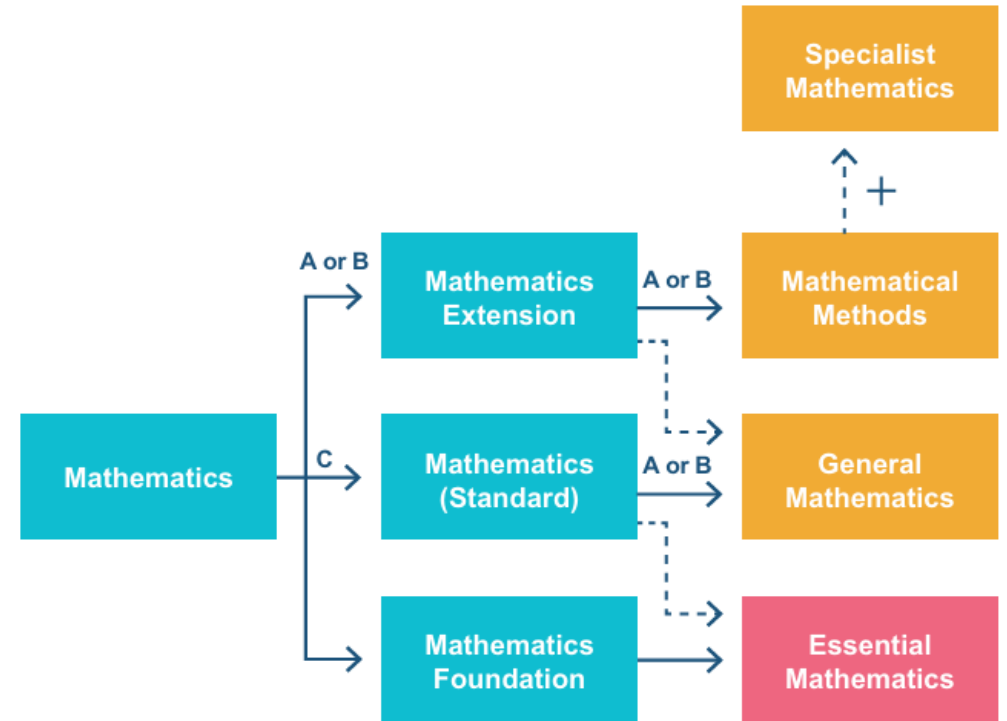 Specialist
Mathematics
+
A or B
Mathematics
Extension
A or B
Mathematical
Methods
Mathematics
C
Mathematics
(Standard)
A or B
General
Mathematics
Mathematics
Foundation
Essential
Mathematics